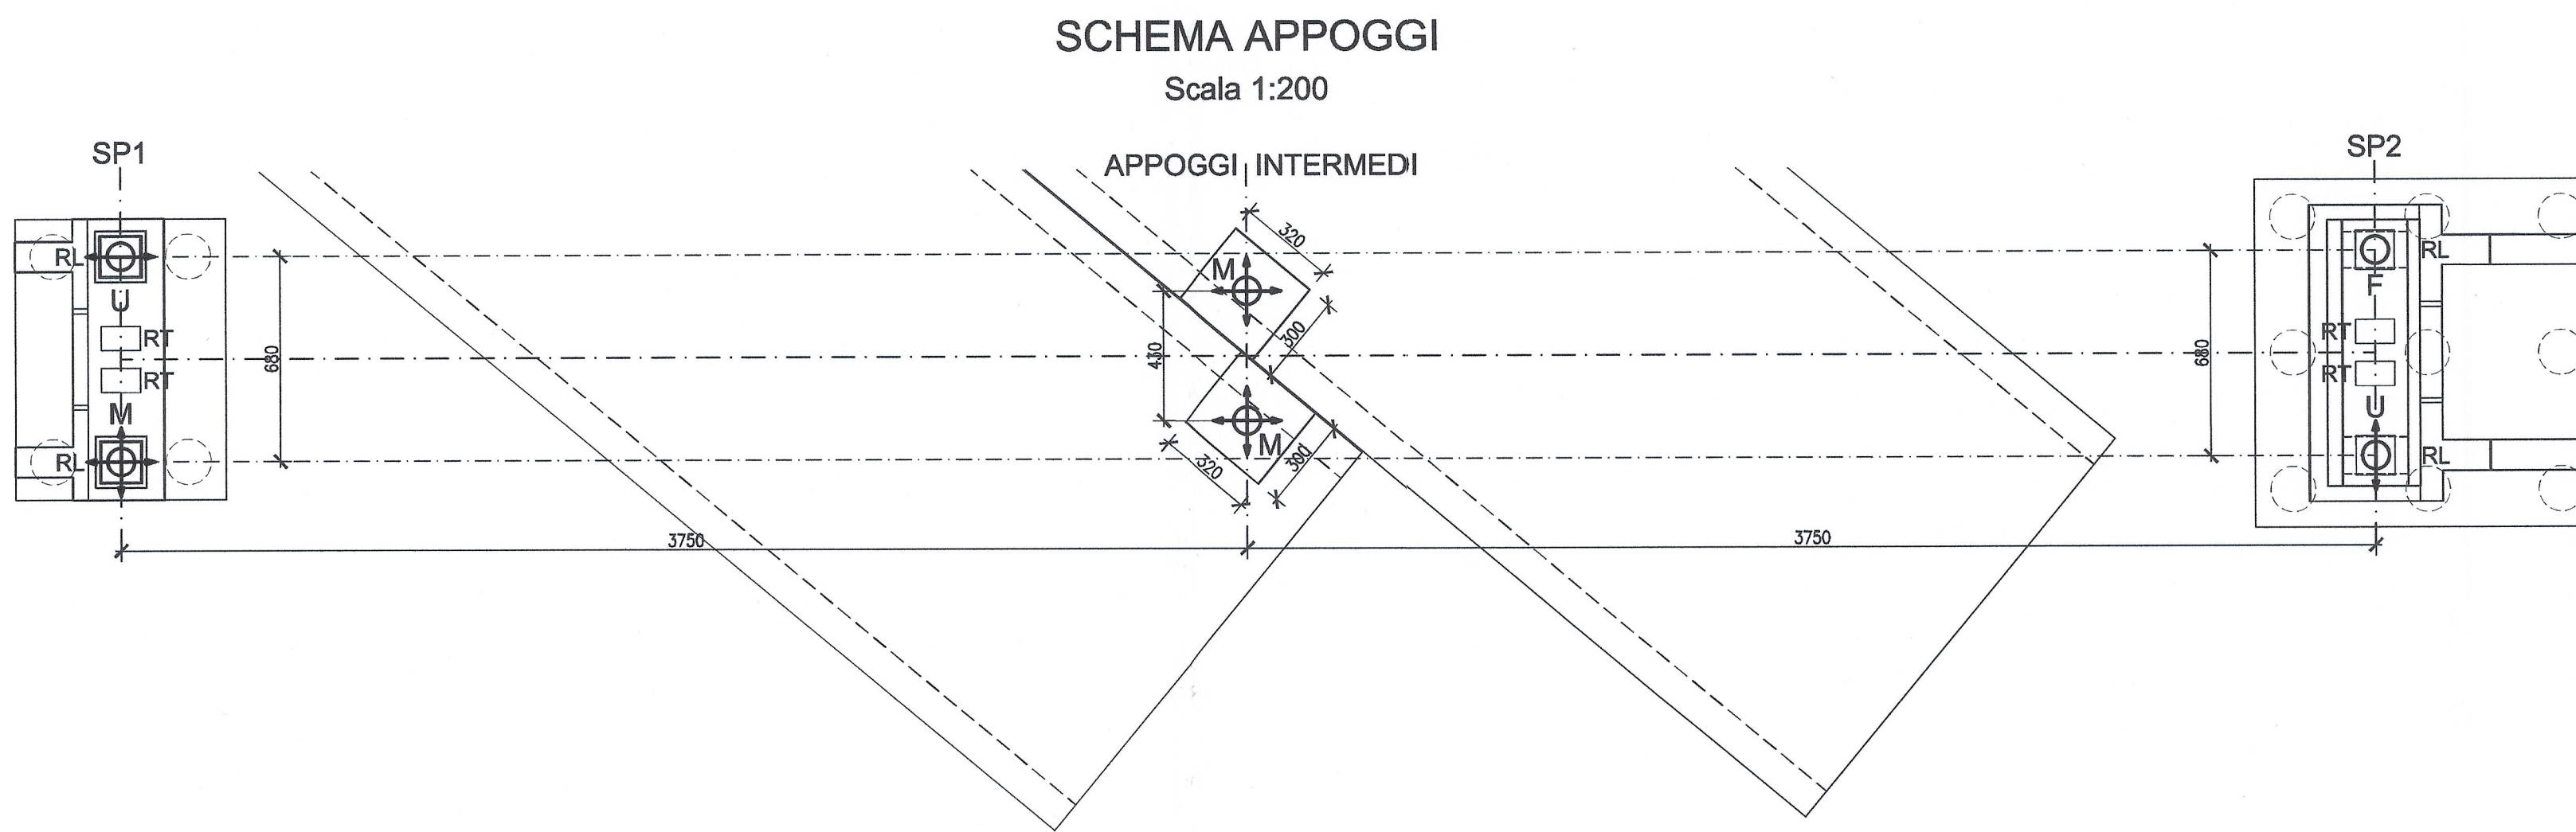 SCHEMA APPOGGI
Scala 1:200
SP1
APPOGGI INTERMEDI
SP2
RL
U
RT
RT
M
RL
680
3750
M
320
300
430
M
320
300
3750
680
RL
F
RT
RT
U
RL